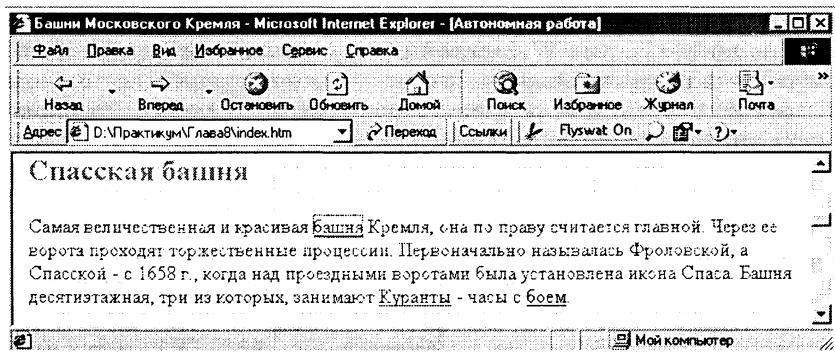 Башни Московского Кремля - Microsoft Internet Explorer - [Автономная работа]
Файл Правка Вид Избранное Сервис Справка
Назад Вперед Остановить Обновить Домой Поиск Избранное Журнал Почта »
Адрес D:\Практикум\Глава8\index.htm Переход Ссылки Flyswat On
Спасская башня
Самая величественная и красивая башня Кремля, она по праву считается главной. Через ее
ворота проходят торжественные процессии. Первоначально называлась Фроловской, а
Спасской - с 1658 г., когда над проездными воротами была установлена икона Спаса. Башня
десятиэтажная, три из которых, занимают Куранты - часы с боем.
Мой компьютер